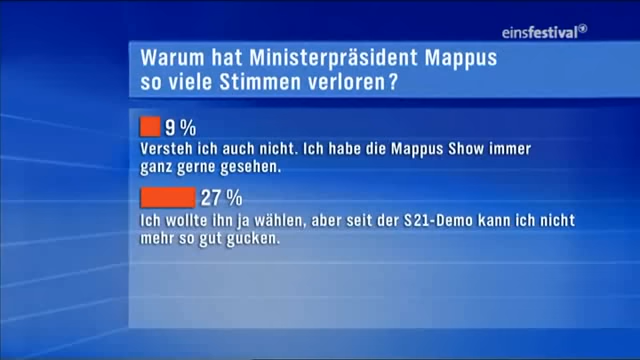 einsfestival
Warum hat Ministerpräsident Mappus
so viele Stimmen verloren?
9 %
Versteh ich auch nicht. Ich habe die Mappus Show immer
ganz gerne gesehen.
27 %
Ich wollte ihn ja wählen, aber seit der S21-Demo kann ich nicht
mehr so gut gucken.